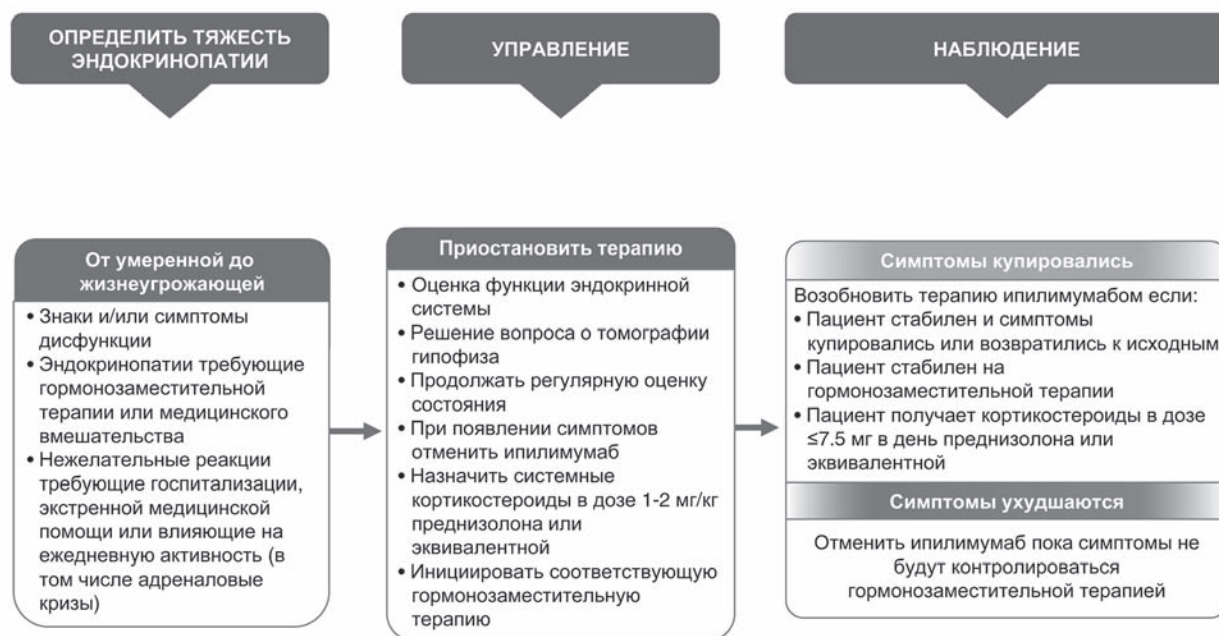 ОПРЕДЕЛИТЬ ТЯЖЕСТЬ
ЭНДОКРИНОПАТИИ
УПРАВЛЕНИЕ
НАБЛЮДЕНИЕ
От умеренной до
жизнеугрожающей
• Знаки и/или симптомы
дисфункции
• Эндокринопатии требующие
гормонозаместительной
терапии или медицинского
вмешательства
• Нежелательные реакции
требующие госпитализации,
экстренной медицинской
помощи или влияющие на
ежедневную активность (в
том числе адреналовые
кризы)
Приостановить терапию
• Оценка функции эндокринной
системы
• Решение вопроса о томографии
гипофиза
• Продолжать регулярную оценку
состояния
• При появлении симптомов
отменить ипилимумаб
• Назначить системные
кортикостероиды в дозе 1-2 мг/кг
преднизолона или
эквивалентной
• Инициировать соответствующую
гормонозаместительную
терапию
Симптомы купировались
Возобновить терапию ипилимумабом если:
• Пациент стабилен и симптомы
купировались или возвратились к исходным
• Пациент стабилен на
гормонозаместительной терапии
• Пациент получает кортикостероиды в дозе
≤7.5 мг в день преднизолона или
эквивалентной
Симптомы ухудшаются
Отменить ипилимумаб пока симптомы не
будут контролироваться
гормонозаместительной терапией